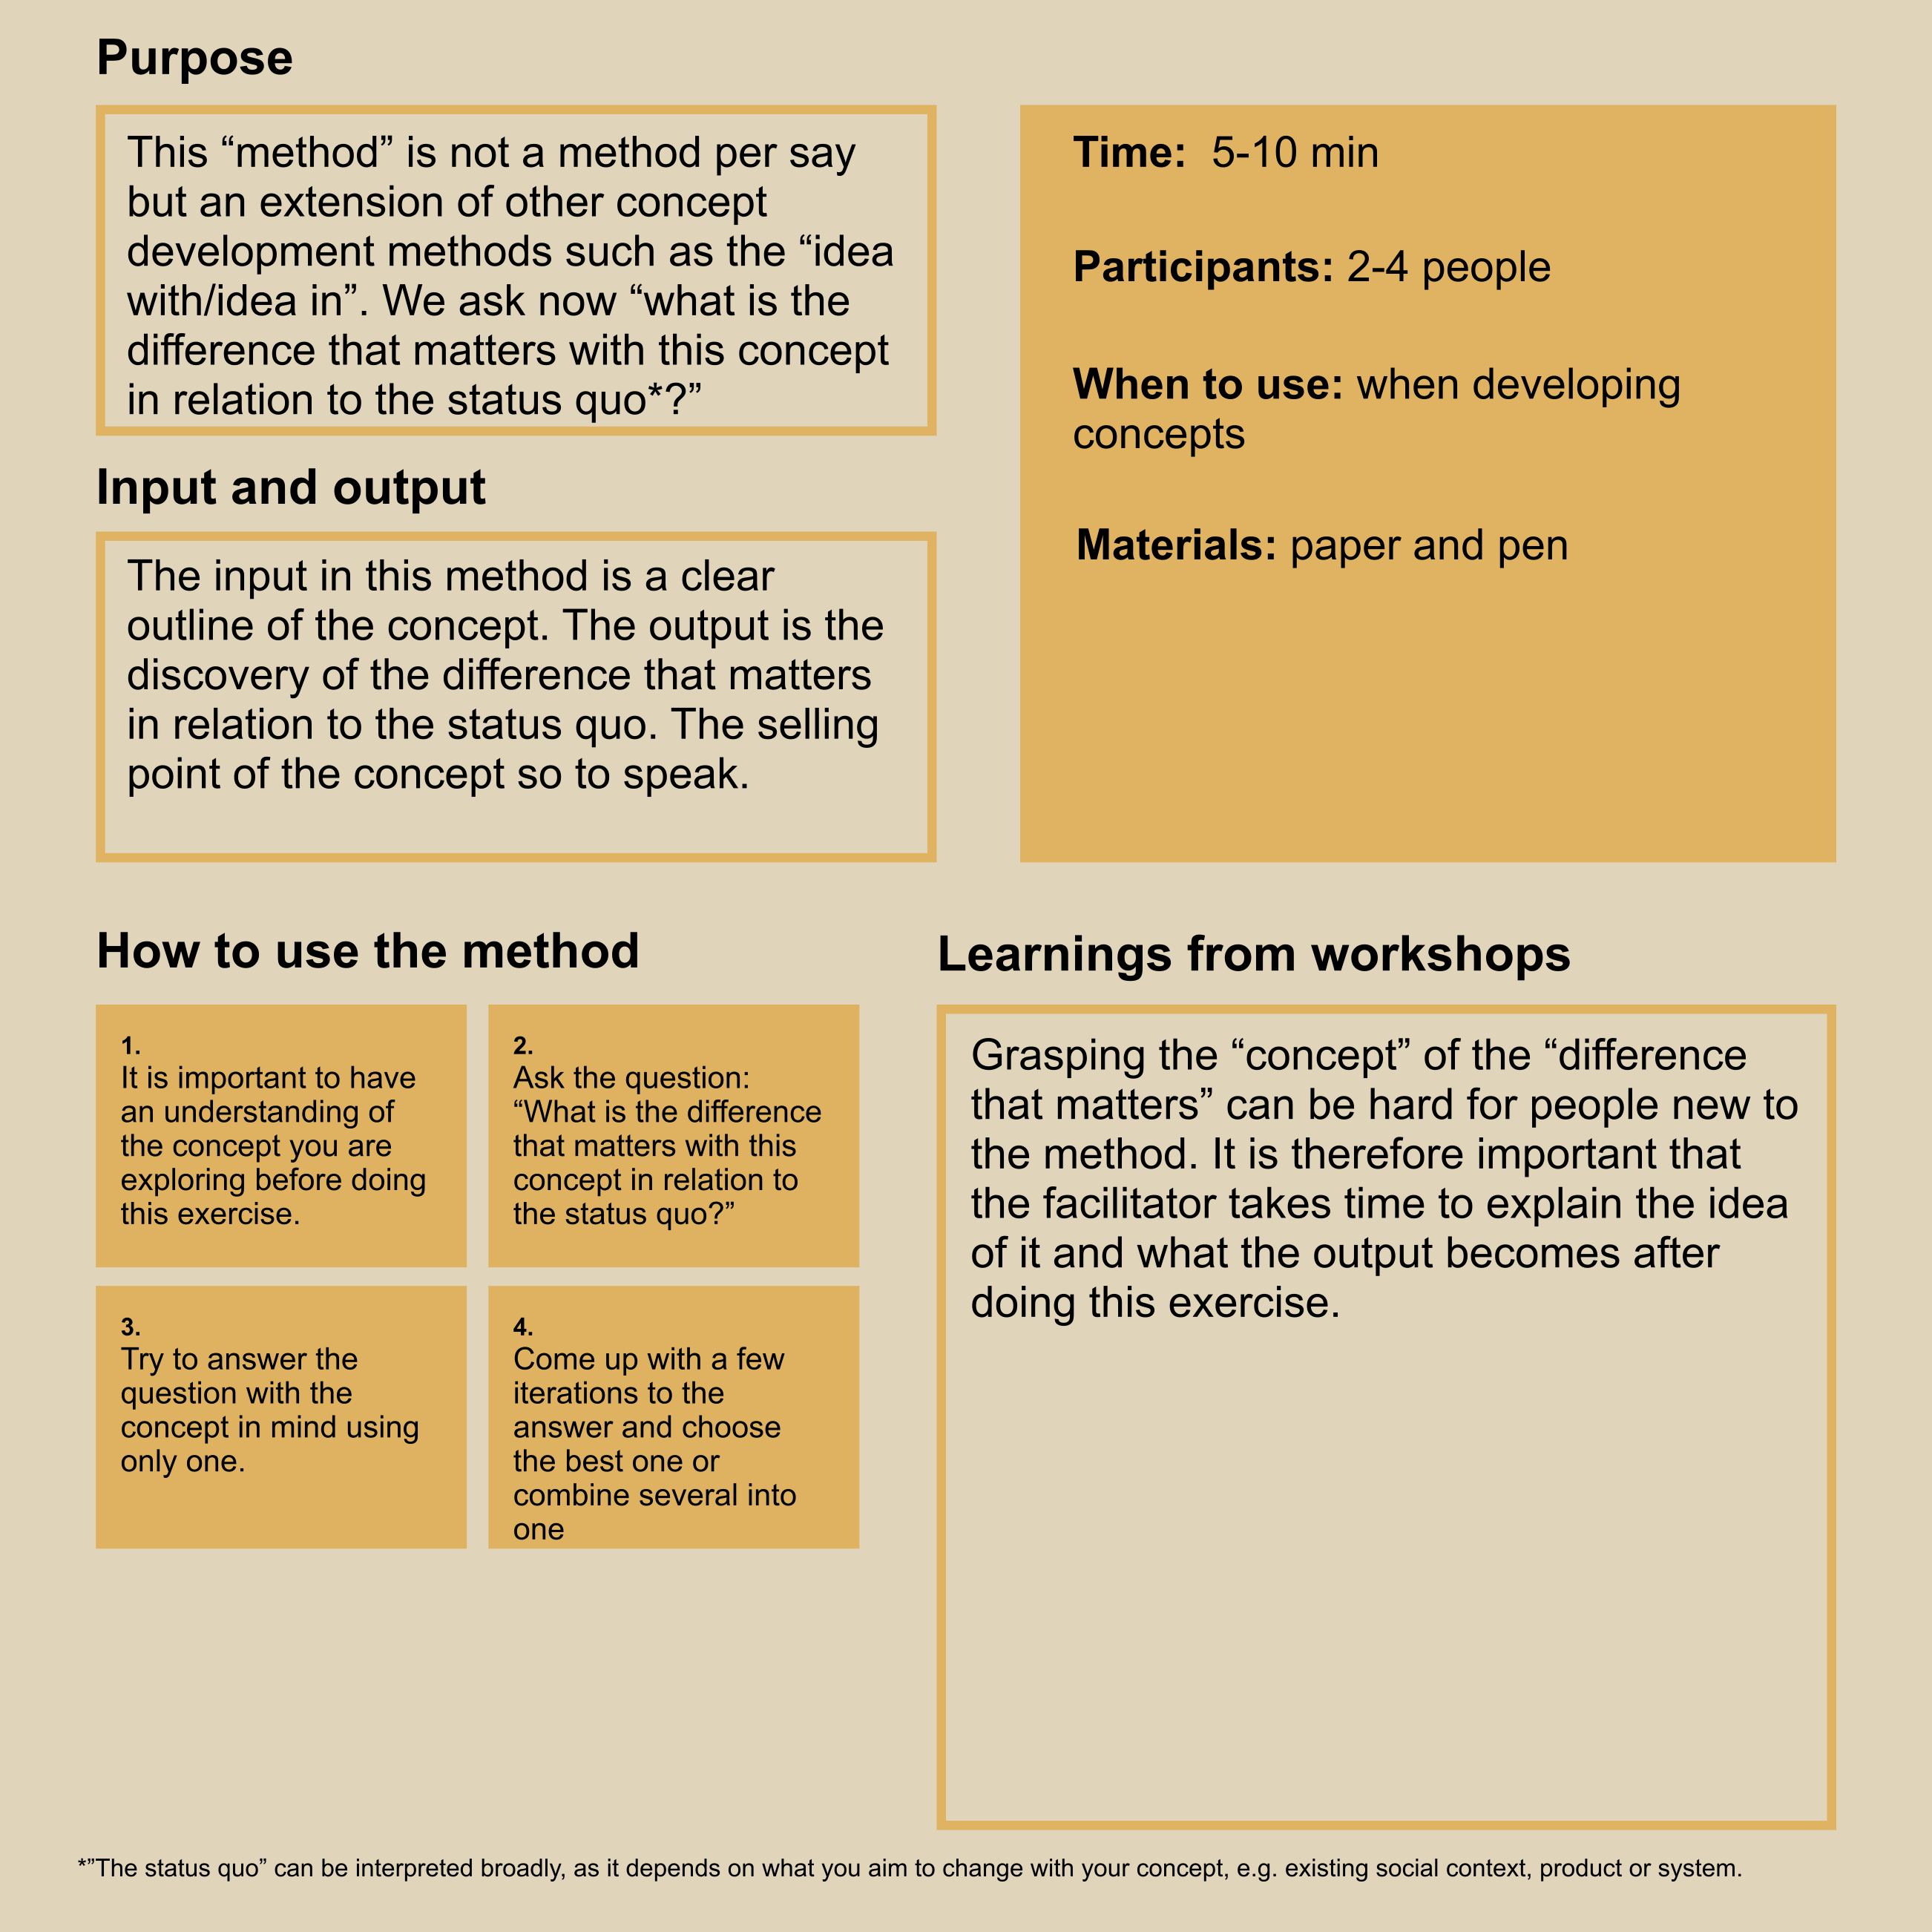 Purpose
This “method” is not a method per say
but an extension of other concept
development methods such as the “idea
with/idea in”. We ask now “what is the
difference that matters with this concept
in relation to the status quo*?”
Time:  5-10 min
Participants: 2-4 people
When to use: when developing
concepts
Materials: paper and pen
Input and output
The input in this method is a clear
outline of the concept. The output is the
discovery of the difference that matters
in relation to the status quo. The selling
point of the concept so to speak.
How to use the method
1.
It is important to have
an understanding of
the concept you are
exploring before doing
this exercise.
2.
Ask the question:
“What is the difference
that matters with this
concept in relation to
the status quo?”
3.
Try to answer the
question with the
concept in mind using
only one.
4.
Come up with a few
iterations to the
answer and choose
the best one or
combine several into
one
Learnings from workshops
Grasping the “concept” of the “difference
that matters” can be hard for people new to
the method. It is therefore important that
the facilitator takes time to explain the idea
of it and what the output becomes after
doing this exercise.
*”The status quo” can be interpreted broadly, as it depends on what you aim to change with your concept, e.g. existing social context, product or system.